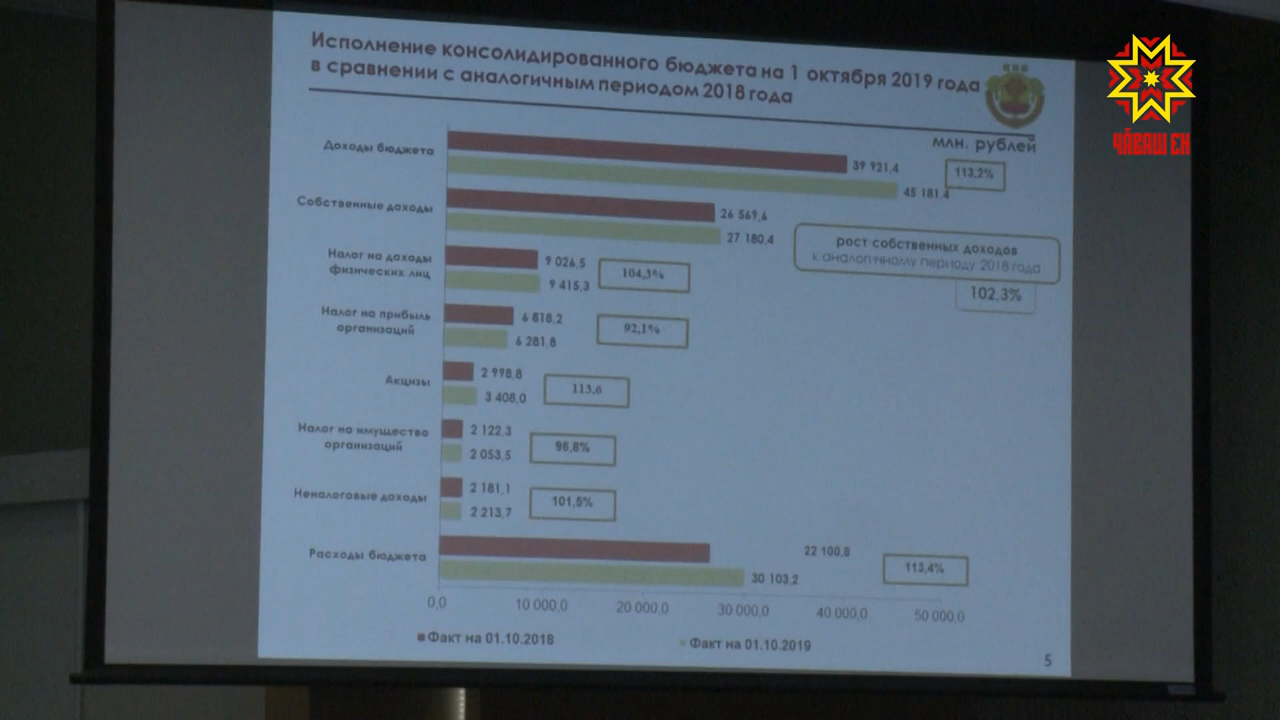 Исполнение консолидированного бюджета на 1 октября 2019 года
в сравнении с аналогичным периодом 2018 года
ЧӐВАШ ЕН
млн. рублей
Доходы бюджета
39 921,4
45 181,4
113,2%
Собственные доходы
26 569,6
27 180,4
рост собственных доходов
к аналогичному периоду 2018 года
102,3%
Налог на доходы
физических лиц
9 026,5
9 415,3
104,3%
Налог на прибыль
организаций
6 818,2
6 281,8
92,1%
Акцизы
2 998,8
3 408,0
113,6
Налог на имущество
организаций
2 122,3
2 053,5
96,8%
Неналоговые доходы
2 181,1
2 213,7
101,5%
Расходы бюджета
22 100,8
30 103,2
113,4%
0,0 10 000,0 20 000,0 30 000,0 40 000,0 50 000,0
Факт на 01.10.2018 Факт на 01.10.2019
5